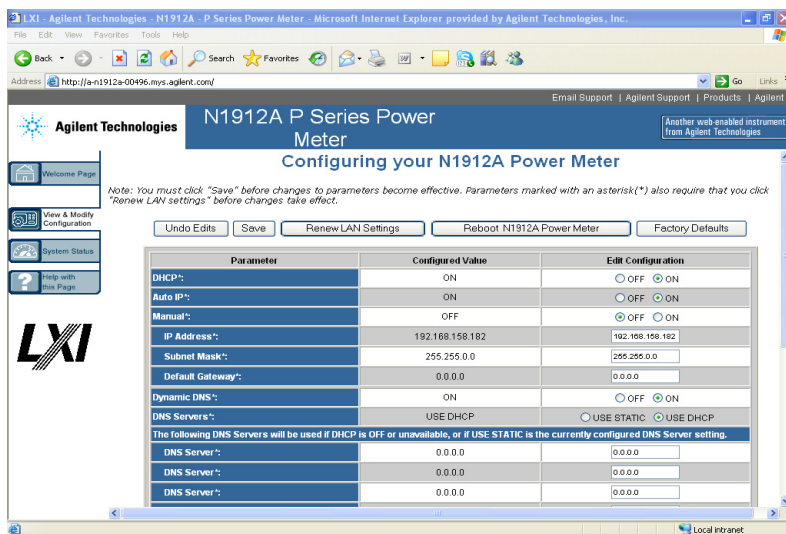 LXI - Agilent Technologies - N1912A - P Series Power Meter - Microsoft Internet Explorer provided by Agilent Technologies, Inc.
File Edit View Favorites Tools Help
Back Search Favorites
Address http://a-n1912a-00496.mys.agilent.com/ Go Links
Email Support | Agilent Support | Products | Agilent
Agilent Technologies
N1912A P Series Power Meter
Another web-enabled instrument
from Agilent Technologies
Welcome Page
View & Modify
Configuration
System Status
Help with
this Page
LXI
Configuring your N1912A Power Meter
Note: You must click "Save" before changes to parameters become effective. Parameters marked with an asterisk(*) also require that you click
"Renew LAN settings" before changes take effect.
Undo Edits Save Renew LAN Settings Reboot N1912A Power Meter Factory Defaults
Parameter Configured Value Edit Configuration
DHCP*: ON OFF ON
Auto IP*: ON OFF ON
Manual*: OFF OFF ON
IP Address*: 192.168.158.182 192.168.158.182
Subnet Mask*: 255.255.0.0 255.255.0.0
Default Gateway*: 0.0.0.0 0.0.0.0
Dynamic DNS*: ON OFF ON
DNS Servers*: USE DHCP USE STATIC USE DHCP
The following DNS Servers will be used if DHCP is OFF or unavailable, or if USE STATIC is the currently configured DNS Server setting.
DNS Server*: 0.0.0.0 0.0.0.0
DNS Server*: 0.0.0.0 0.0.0.0
DNS Server*: 0.0.0.0 0.0.0.0
Local intranet